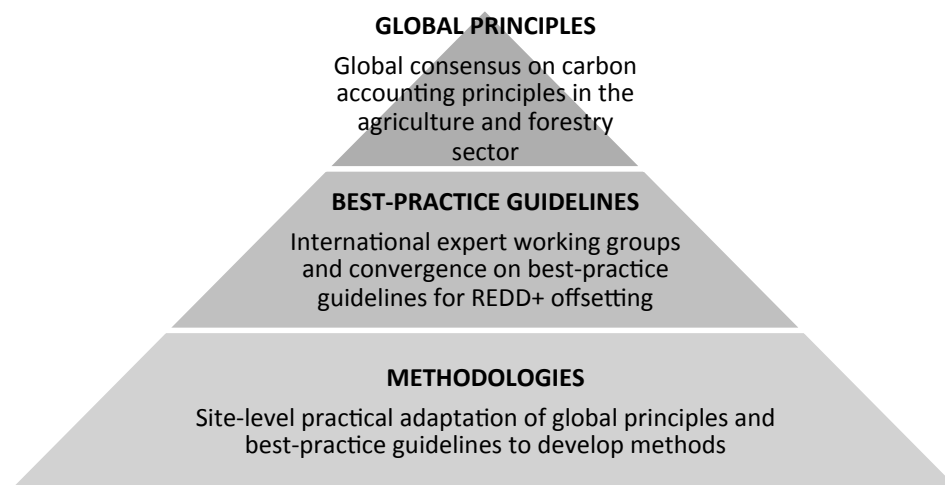 GLOBAL PRINCIPLES
Global consensus on carbon
accounting principles in the
agriculture and forestry
sector
BEST-PRACTICE GUIDELINES
International expert working groups
and convergence on best-practice
guidelines for REDD+ offsetting
METHODOLOGIES
Site-level practical adaptation of global principles and
best-practice guidelines to develop methods